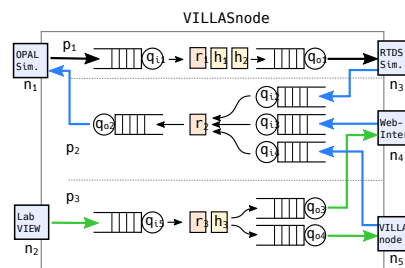 VILLASnode
OPAL
Sim.
n1
p1
qi1
r1
h1
h2
qo1
RTDS
Sim.
n3
qi2
qo2
r2
qi3
qi4
p2
Web-
Inter
n4
p3
Lab
VIEW
n2
qi5
r3
h3
qo3
qo4
VILLA
node
n5